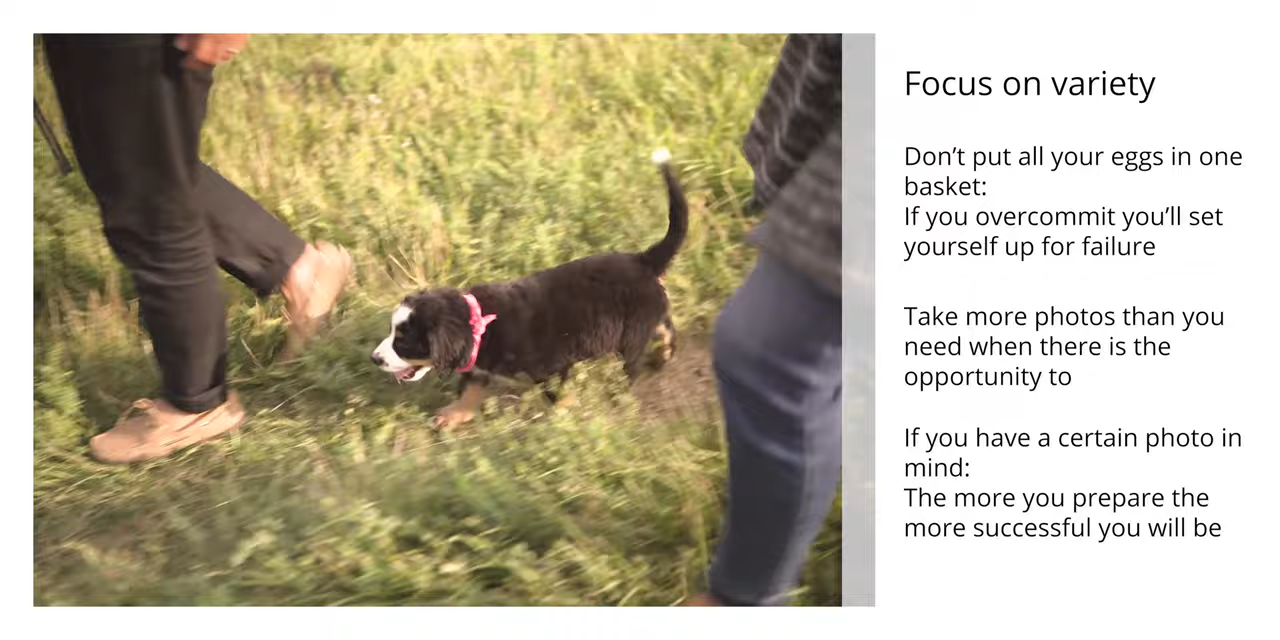 Focus on variety
Don’t put all your eggs in one
basket:
If you overcommit you’ll set
yourself up for failure
Take more photos than you
need when there is the
opportunity to
If you have a certain photo in
mind:
The more you prepare the
more successful you will be